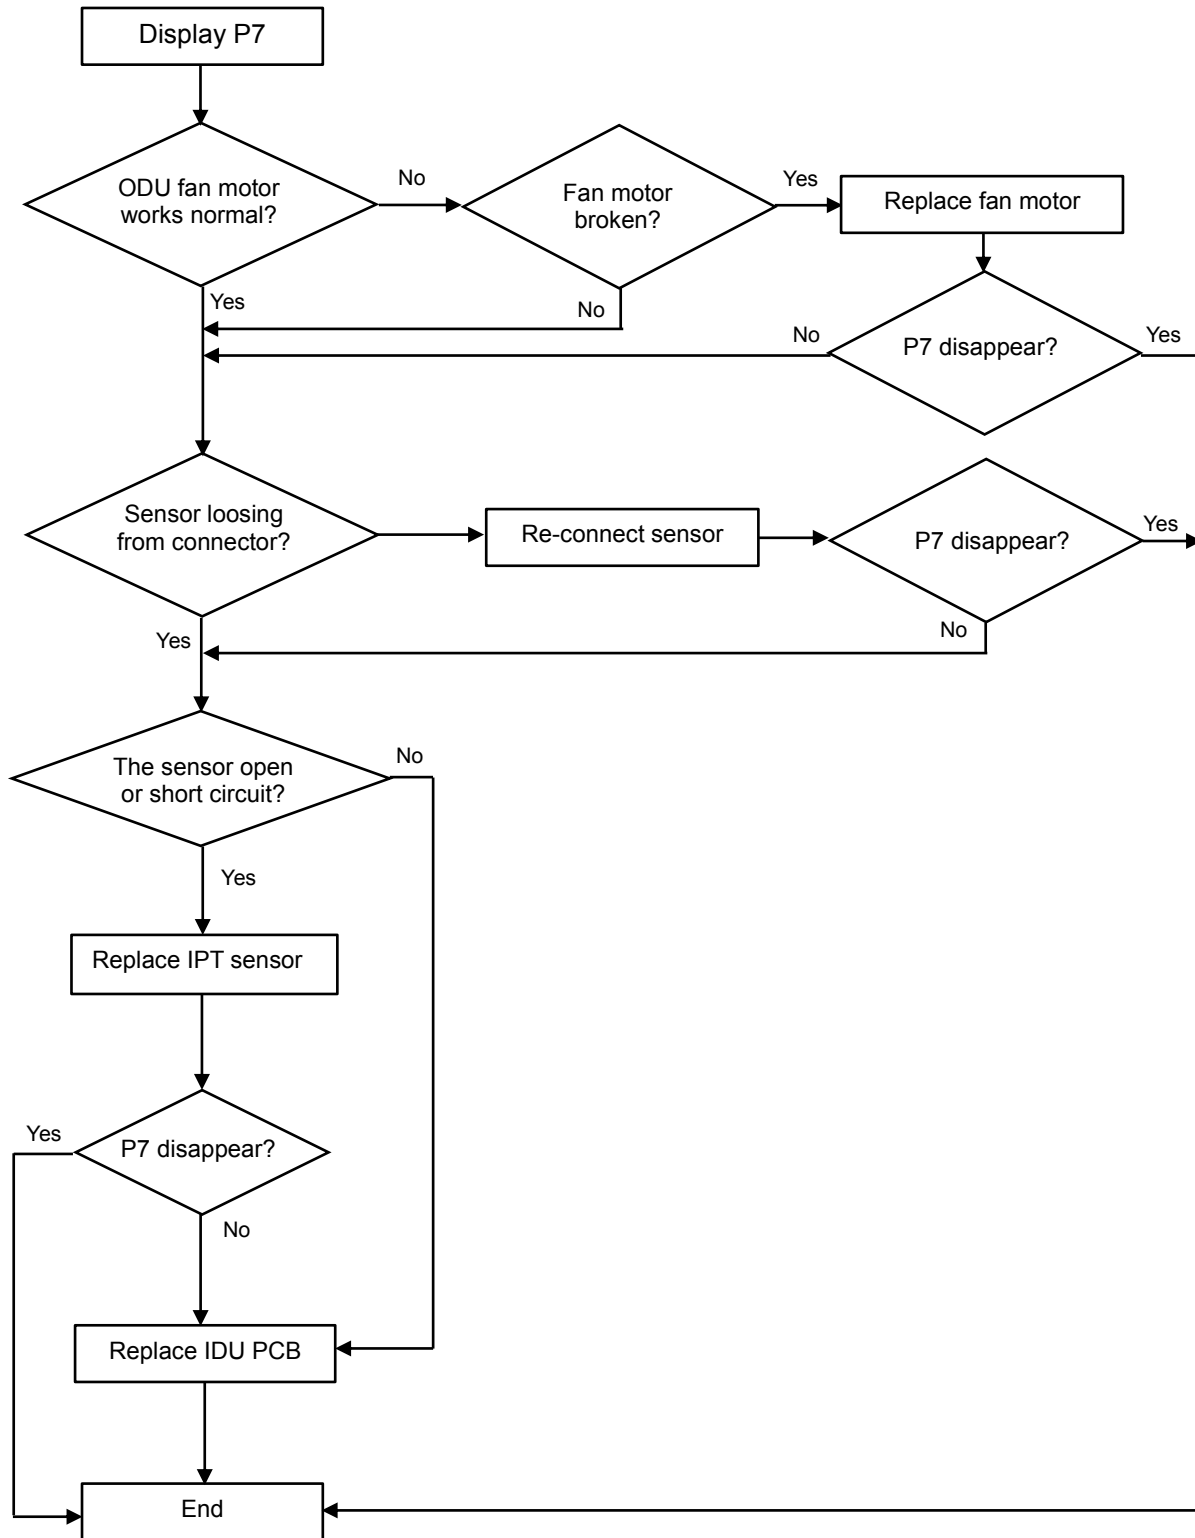 Display P7
ODU fan motor
works normal?
No
Fan motor
broken?
Yes
Replace fan motor
Yes
No
No
P7 disappear?
Yes
Sensor loosing
from connector?
Re-connect sensor
P7 disappear?
Yes
Yes
No
The sensor open
or short circuit?
No
Yes
Replace IPT sensor
Yes
P7 disappear?
No
Replace IDU PCB
End